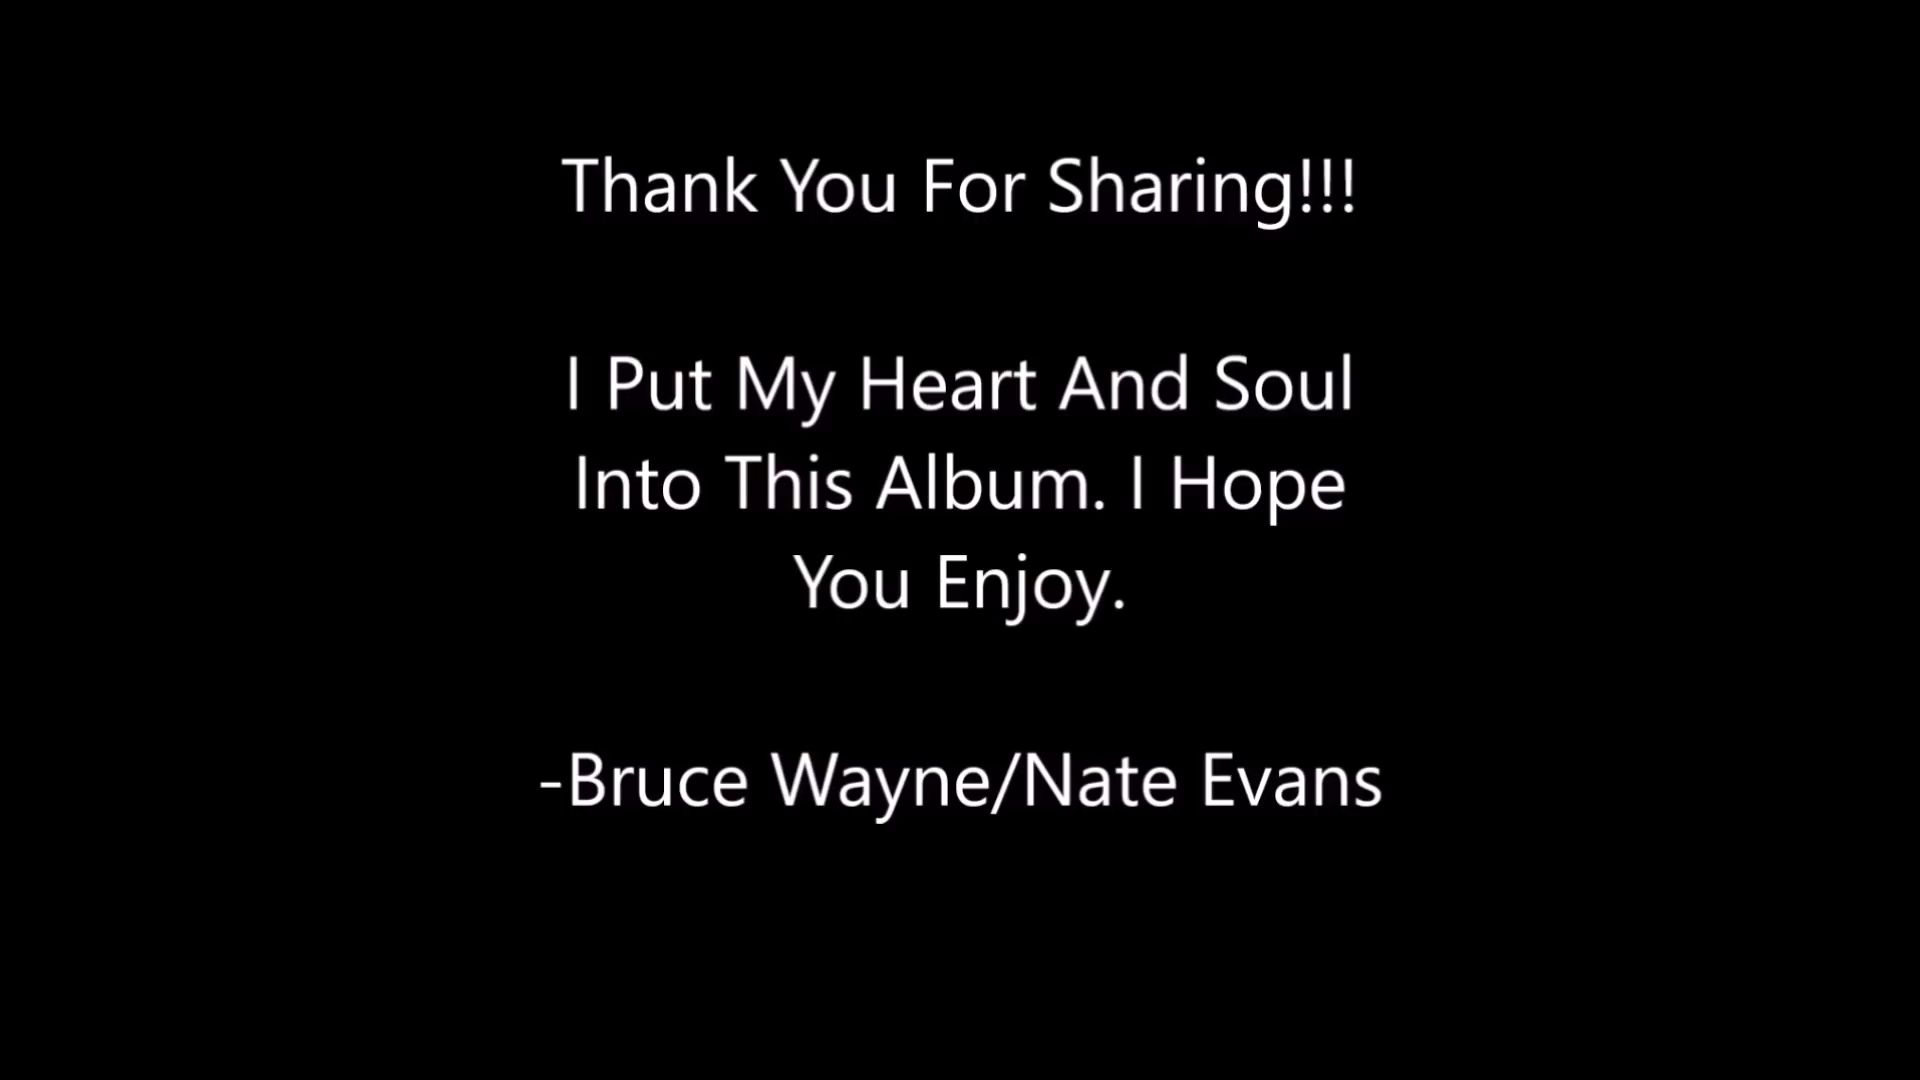 Thank You For Sharing!!!
I Put My Heart And Soul
Into This Album. I Hope
You Enjoy.
-Bruce Wayne/Nate Evans